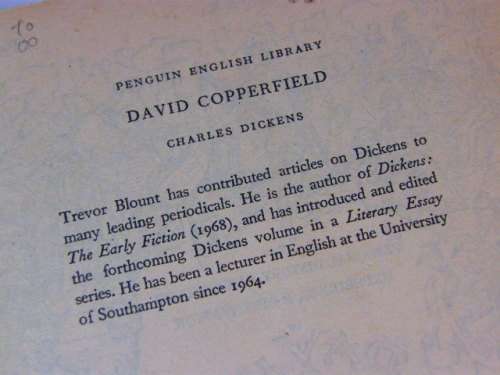 PENGUIN ENGLISH LIBRARY
DAVID COPPERFIELD
CHARLES DICKENS
Trevor Blount has contributed articles on Dickens to
many leading periodicals. He is the author of Dickens:
The Early Fiction (1968), and has introduced and edited
the forthcoming Dickens volume in a Literary Essay
series. He has been a lecturer in English at the University
of Southampton since 1964.